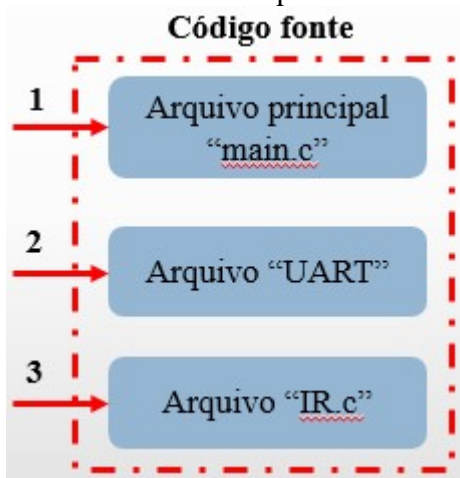 Código fonte
1
Arquivo principal
“main.c”
2
Arquivo “UART”
3
Arquivo “IR.c”